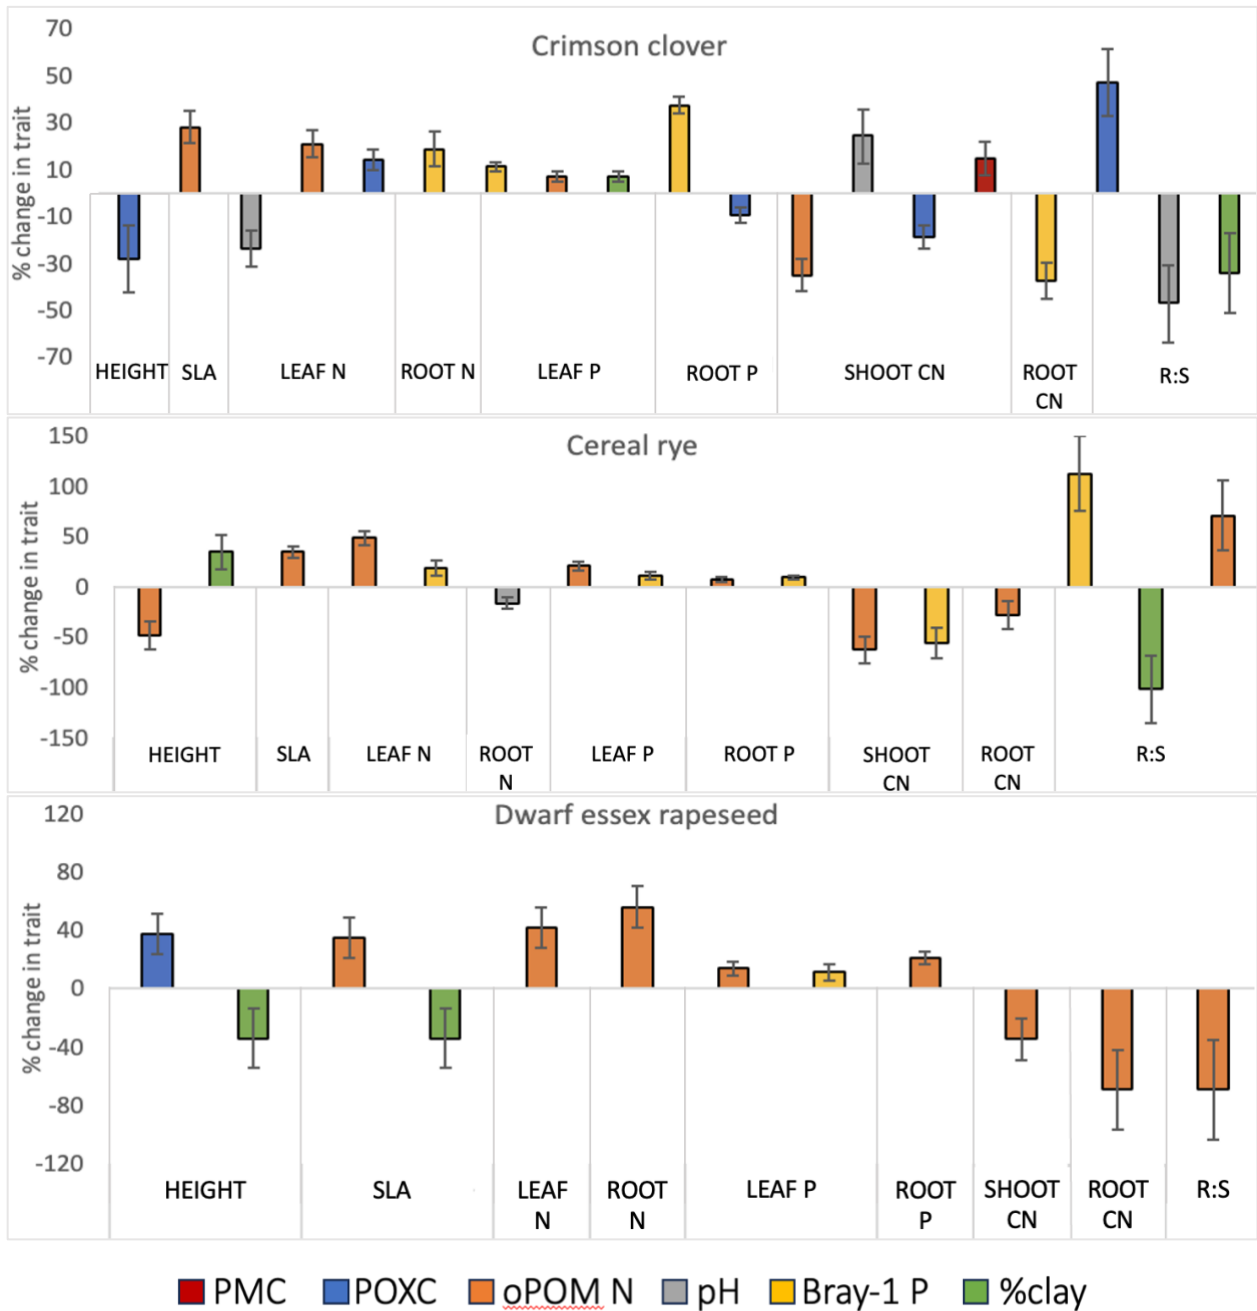 Crimson clover
% change in trait
70
50
30
10
-10
-30
-50
-70
HEIGHT SLA LEAF N ROOT N LEAF P ROOT P SHOOT CN ROOT R:S
CN
Cereal rye
% change in trait
150
100
50
0
-50
-100
-150
HEIGHT SLA LEAF N ROOT LEAF P ROOT P SHOOT ROOT R:S
N CN CN
Dwarf essex rapeseed
% change in trait
120
80
40
0
-40
-80
-120
HEIGHT SLA LEAF ROOT LEAF P ROOT SHOOT ROOT R:S
N N P CN CN
PMC POXC oPOM N pH Bray-1 P %clay